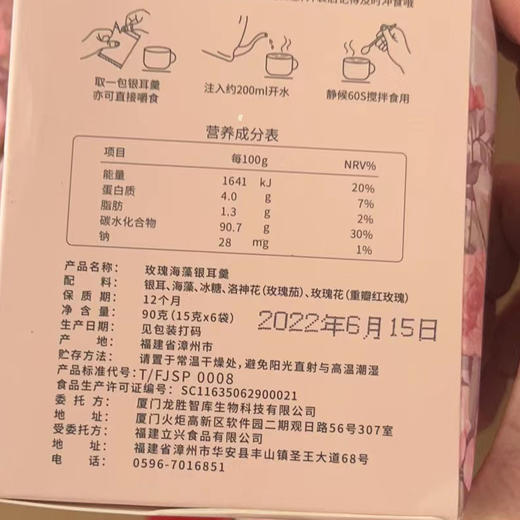 取一包银耳羹
亦可直接嚼食
注入约200ml开水
静候60S搅拌食用
营养成分表
项目 每100g NRV%
能量 1641 kJ 20%
蛋白质 4.0 g 7%
脂肪 1.3 g 2%
碳水化合物 90.7 g 30%
钠 28 mg 1%
产品名称: 玫瑰海藻银耳羹
配料: 银耳、海藻、冰糖、洛神花(玫瑰茄)、玫瑰花(重瓣红玫瑰)
保质期: 12个月
净含量: 90克(15克x6袋)
生产日期: 见包装打码
2022年6月15日
产地: 福建省漳州市
贮存方法: 请置于常温干燥处,避免阳光直射与高温潮湿
产品标准代号: T/FJSP 0008
食品生产许可证编号: SC11635062900021
委托方: 厦门龙胜智库生物科技有限公司
地址: 厦门火炬高新区软件园二期观日路56号307室
受委托方: 福建立兴食品有限公司
地址: 福建省漳州市华安县丰山镇圣王大道68号
电话: 0596-7016851